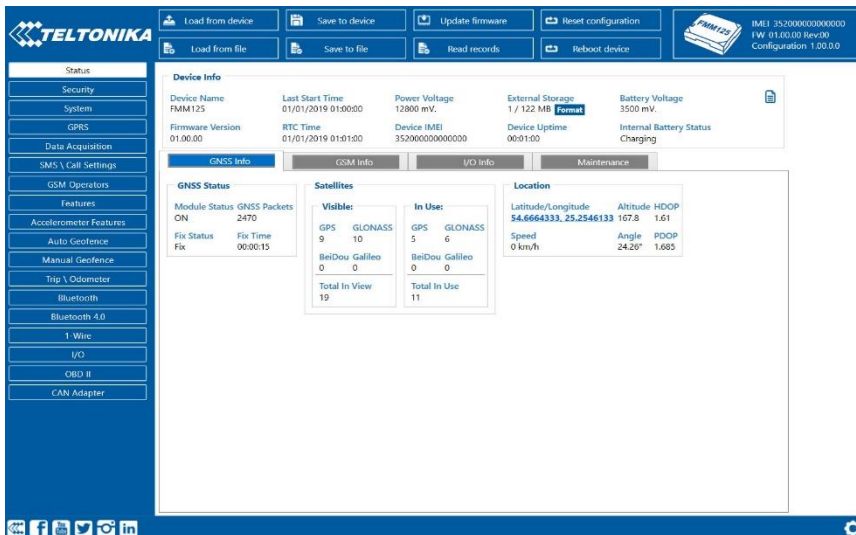 TELTONIKA
Load from device
Save to device
Update firmware
Reset configuration
FMM125
IMEI 352000000000000
FW 01.00.00 Rev:00
Configuration 1.00.0.0
Load from file
Save to file
Read records
Reboot device
Status
Security
System
GPRS
Data Acquisition
SMS \ Call Settings
GSM Operators
Features
Accelerometer Features
Auto Geofence
Manual Geofence
Trip \ Odometer
Bluetooth
Bluetooth 4.0
1-Wire
I/O
OBD II
CAN Adapter
Device Info
Device Name Last Start Time Power Voltage External Storage Battery Voltage
FMM125 01/01/2019 01:00:00 12800 mV. 1 / 122 MB Format 3500 mV.
Firmware Version RTC Time Device IMEI Device Uptime Internal Battery Status
01.00.00 01/01/2019 01:01:00 352000000000000 00:01:00 Charging
GNSS Info GSM Info I/O Info Maintenance
GNSS Status
Module Status GNSS Packets
ON 2470
Fix Status Fix Time
Fix 00:00:15
Satellites
Visible:
GPS GLONASS
9 10
BeiDou Galileo
0 0
Total In View
19
In Use:
GPS GLONASS
5 6
BeiDou Galileo
0 0
Total In Use
11
Location
Latitude/Longitude Altitude HDOP
54.6664333, 25.2546133 167.8 1.61
Speed Angle PDOP
0 km/h 24.26° 1.685